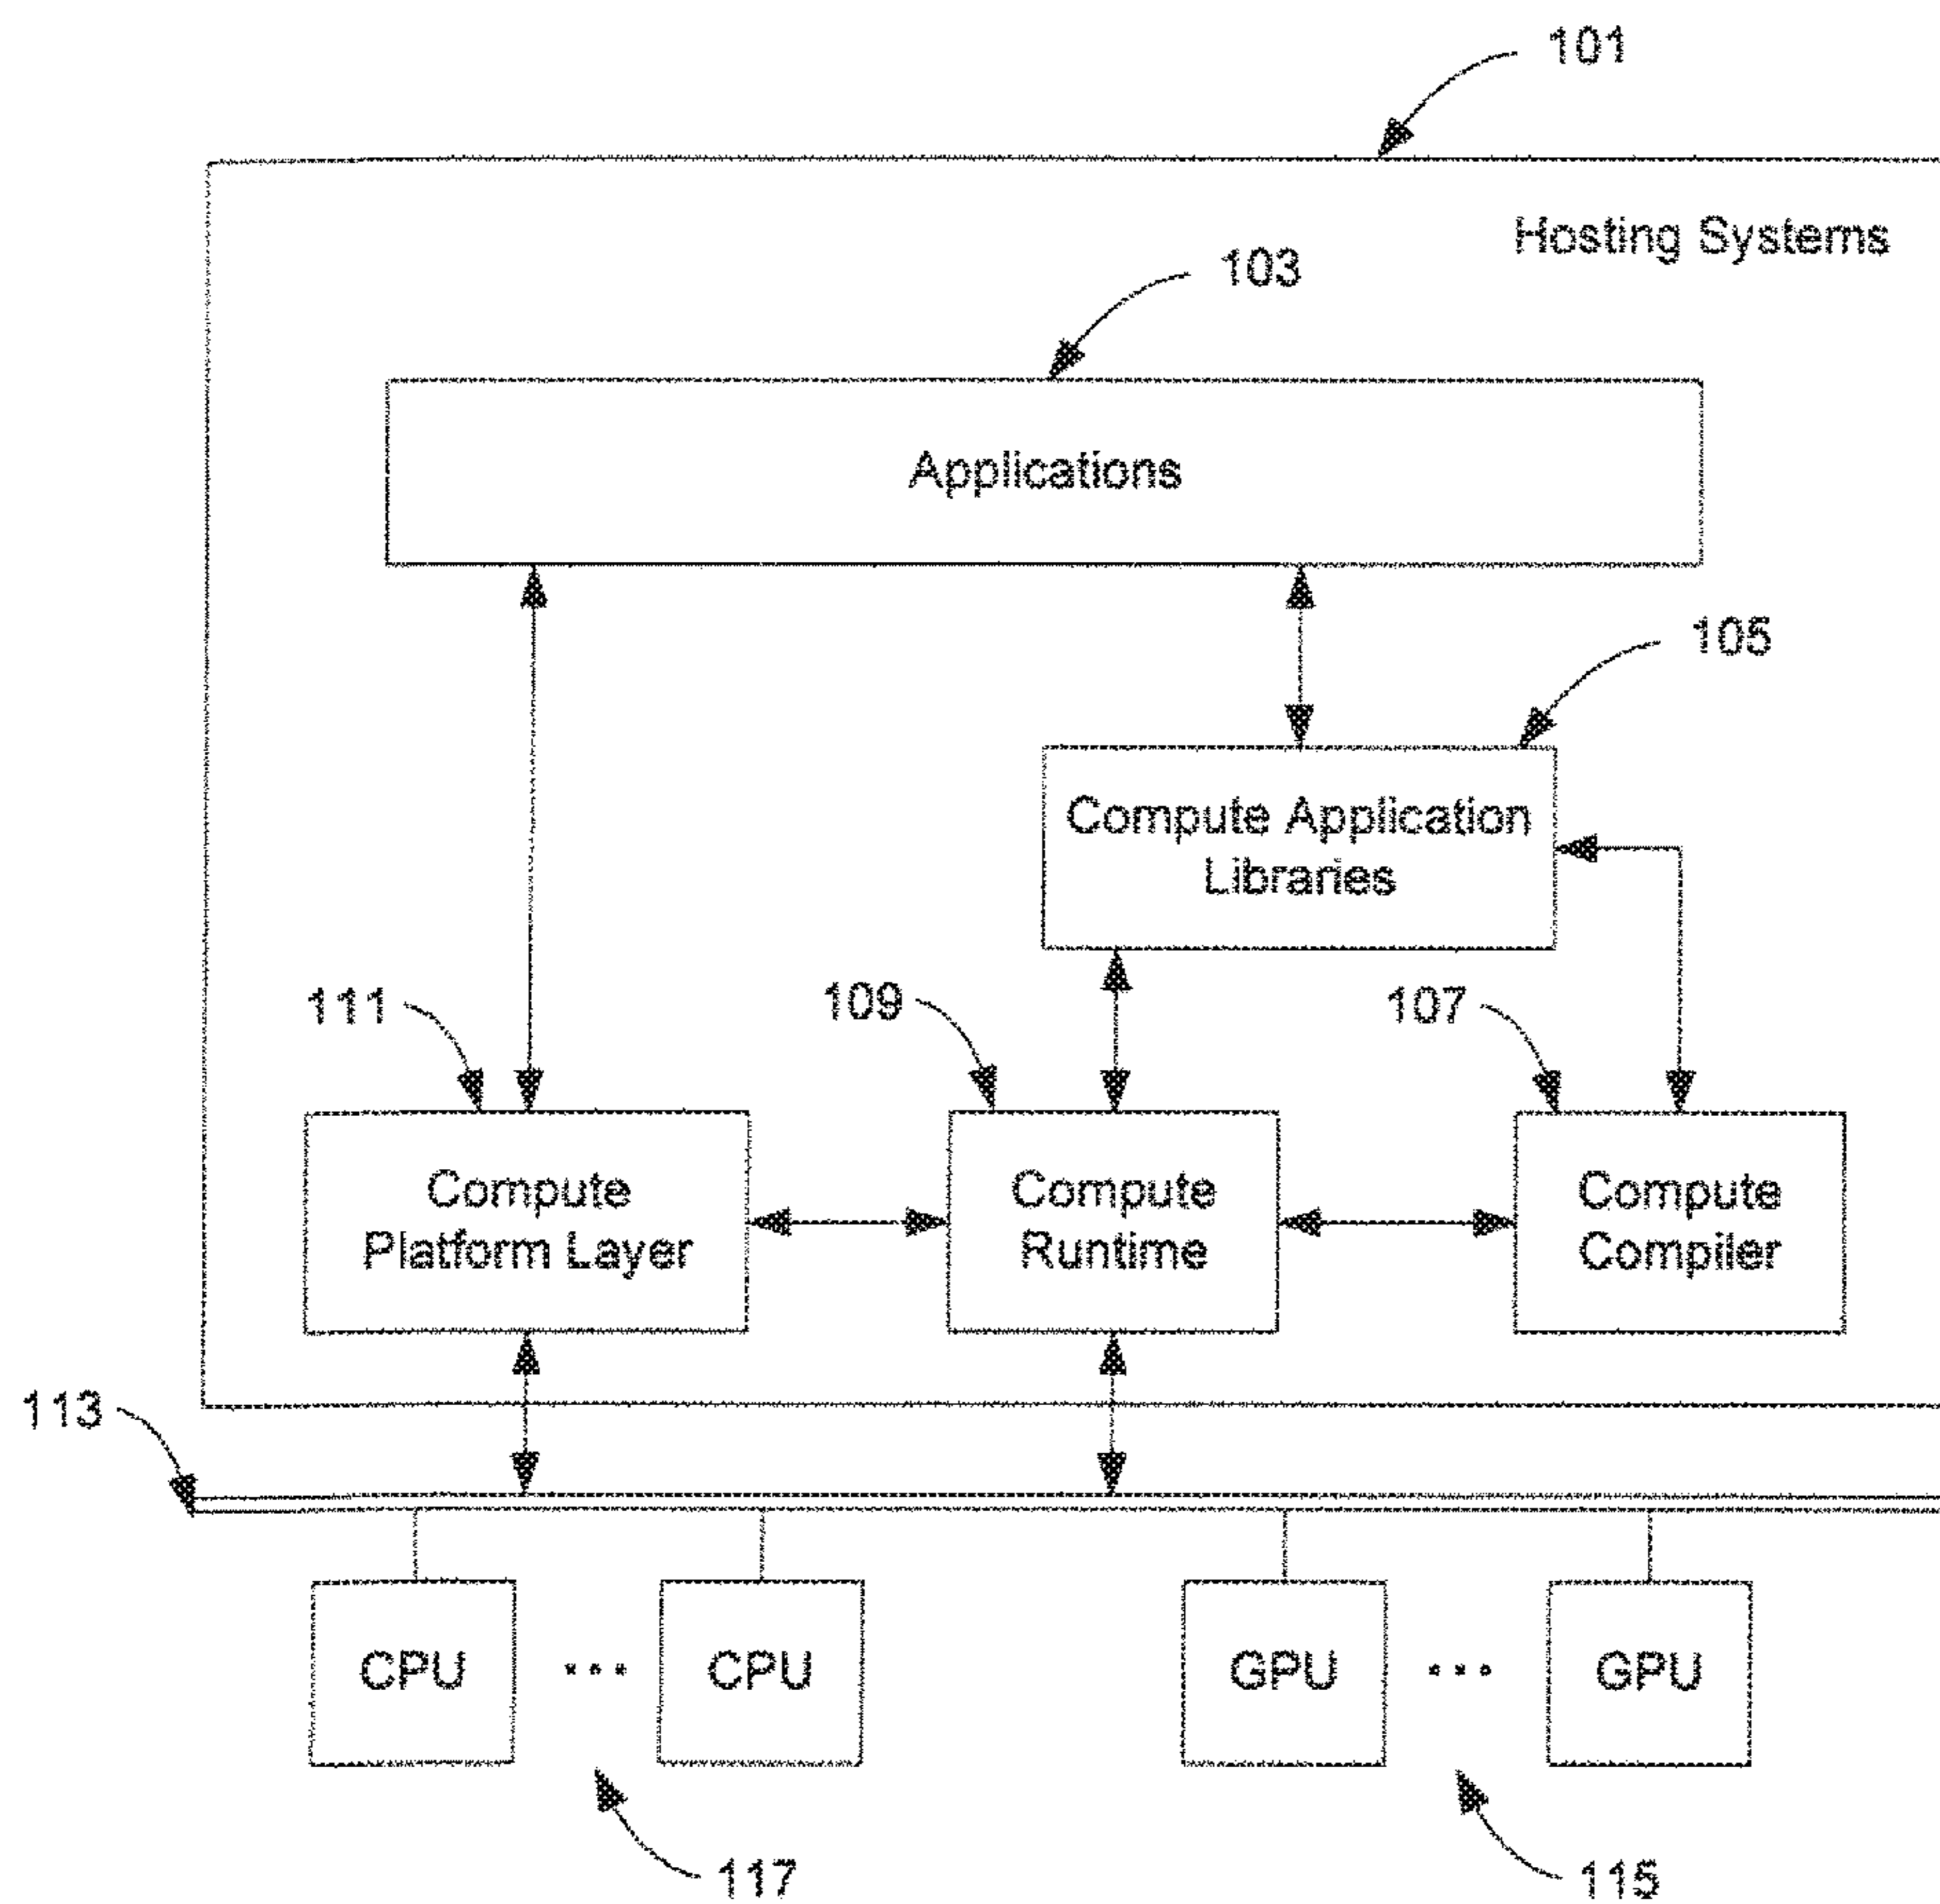 101
Hosting Systems
103
Applications
105
Compute Application
Libraries
111
109
107
Compute
Platform Layer
Compute
Runtime
Compute
Compiler
113
CPU
...
CPU
GPU
...
GPU
117
115